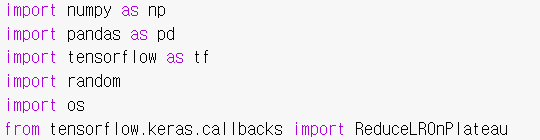 import numpy as np
import pandas as pd
import tensorflow as tf
import random
import os
from tensorflow.keras.callbacks import ReduceLROnPlateau